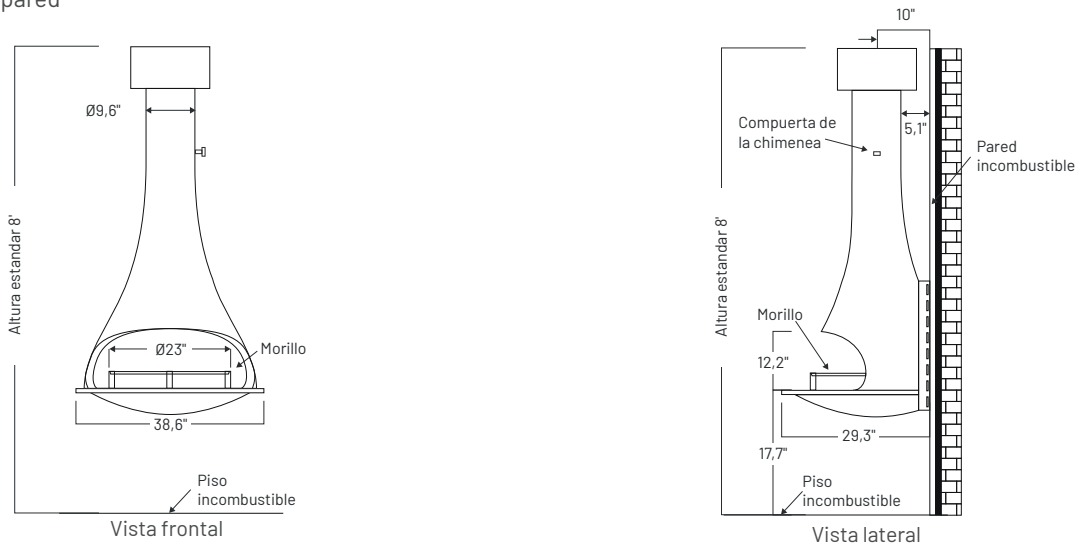 pared
Ø9,6"
Altura estandar 8'
Ø23"
Morillo
38,6"
Piso
incombustible
Vista frontal
10"
Compuerta de
la chimenea
5,1"
Pared
incombustible
Altura estandar 8'
Morillo
12,2"
29,3"
17,7"
Piso
incombustible
Vista lateral